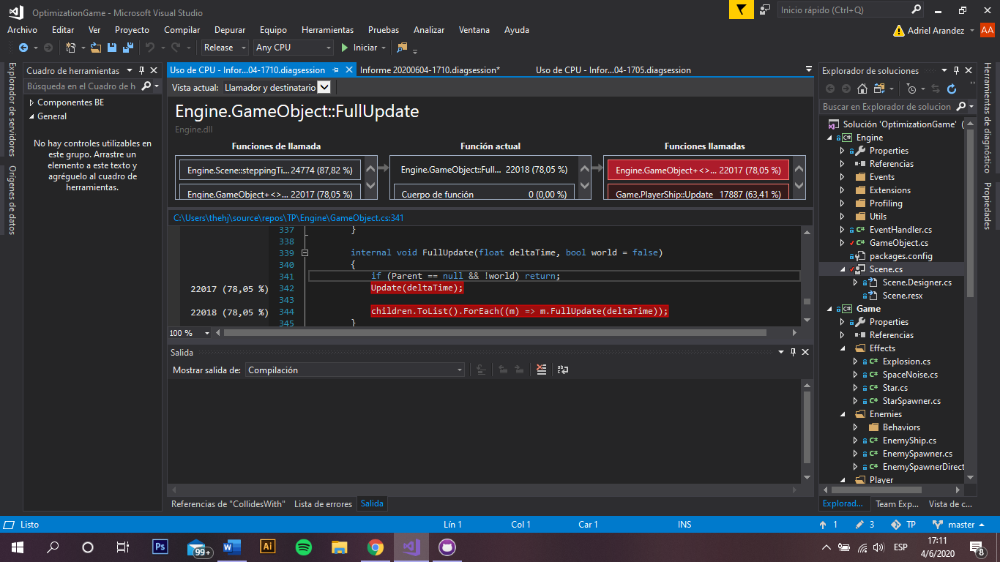 OptimizationGame - Microsoft Visual Studio
Inicio rápido (Ctrl+Q)
Archivo Editar Ver Proyecto Compilar Depurar Equipo Herramientas Pruebas Analizar Ventana Ayuda
Adriel Arandez AA
Release Any CPU Iniciar
Explorador de servidores
Orígenes de datos
Cuadro de herramientas
Búsqueda en el Cuadro de h
Componentes BE
General
No hay controles utilizables en
este grupo. Arrastre un
elemento a este texto y
agréguelo al cuadro de
herramientas.
Uso de CPU - Infor...04-1710.diagsession Informe 20200604-1710.diagsession* Uso de CPU - Infor...04-1705.diagsession
Vista actual: Llamador y destinatario
Engine.GameObject::FullUpdate
Engine.dll
Funciones de llamada Función actual Funciones llamadas
Engine.Scene::steppingTi... 24774 (87,82 %) Engine.GameObject::Full... 22018 (78,05 %) Engine.GameObject+<>... 22017 (78,05 %)
Engine.GameObject+<>... 22017 (78,05 %) Cuerpo de función 0 (0,00 %) Game.PlayerShip::Update 17887 (63,41 %)
C:\Users\thehj\source\repos\TP\Engine\GameObject.cs:341
337 }
338
339 internal void FullUpdate(float deltaTime, bool world = false)
340 {
341 if (Parent == null && !world) return;
22017 (78,05 %) 342 Update(deltaTime);
343
22018 (78,05 %) 344 children.ToList().ForEach((m) => m.FullUpdate(deltaTime));
345 }
100 %
Salida
Mostrar salida de: Compilación
Referencias de "CollidesWith" Lista de errores Salida
Explorador de soluciones
Buscar en Explorador de solucion
Solución 'OptimizationGame' (
Engine
Properties
Referencias
Events
Extensions
Profiling
Utils
EventHandler.cs
GameObject.cs
packages.config
Scene.cs
Scene.Designer.cs
Scene.resx
Game
Properties
Referencias
Effects
Explosion.cs
SpaceNoise.cs
Star.cs
StarSpawner.cs
Enemies
Behaviors
EnemyShip.cs
EnemySpawner.cs
EnemySpawnerDirect
Player
Explorad... Team Exp... Vista de c...
Herramientas de diagnóstico
Propiedades
Listo Lín 1 Col 1 Car 1 INS 1 3 TP master
Ps 99+ W Ai ESP 17:11
4/6/2020 8